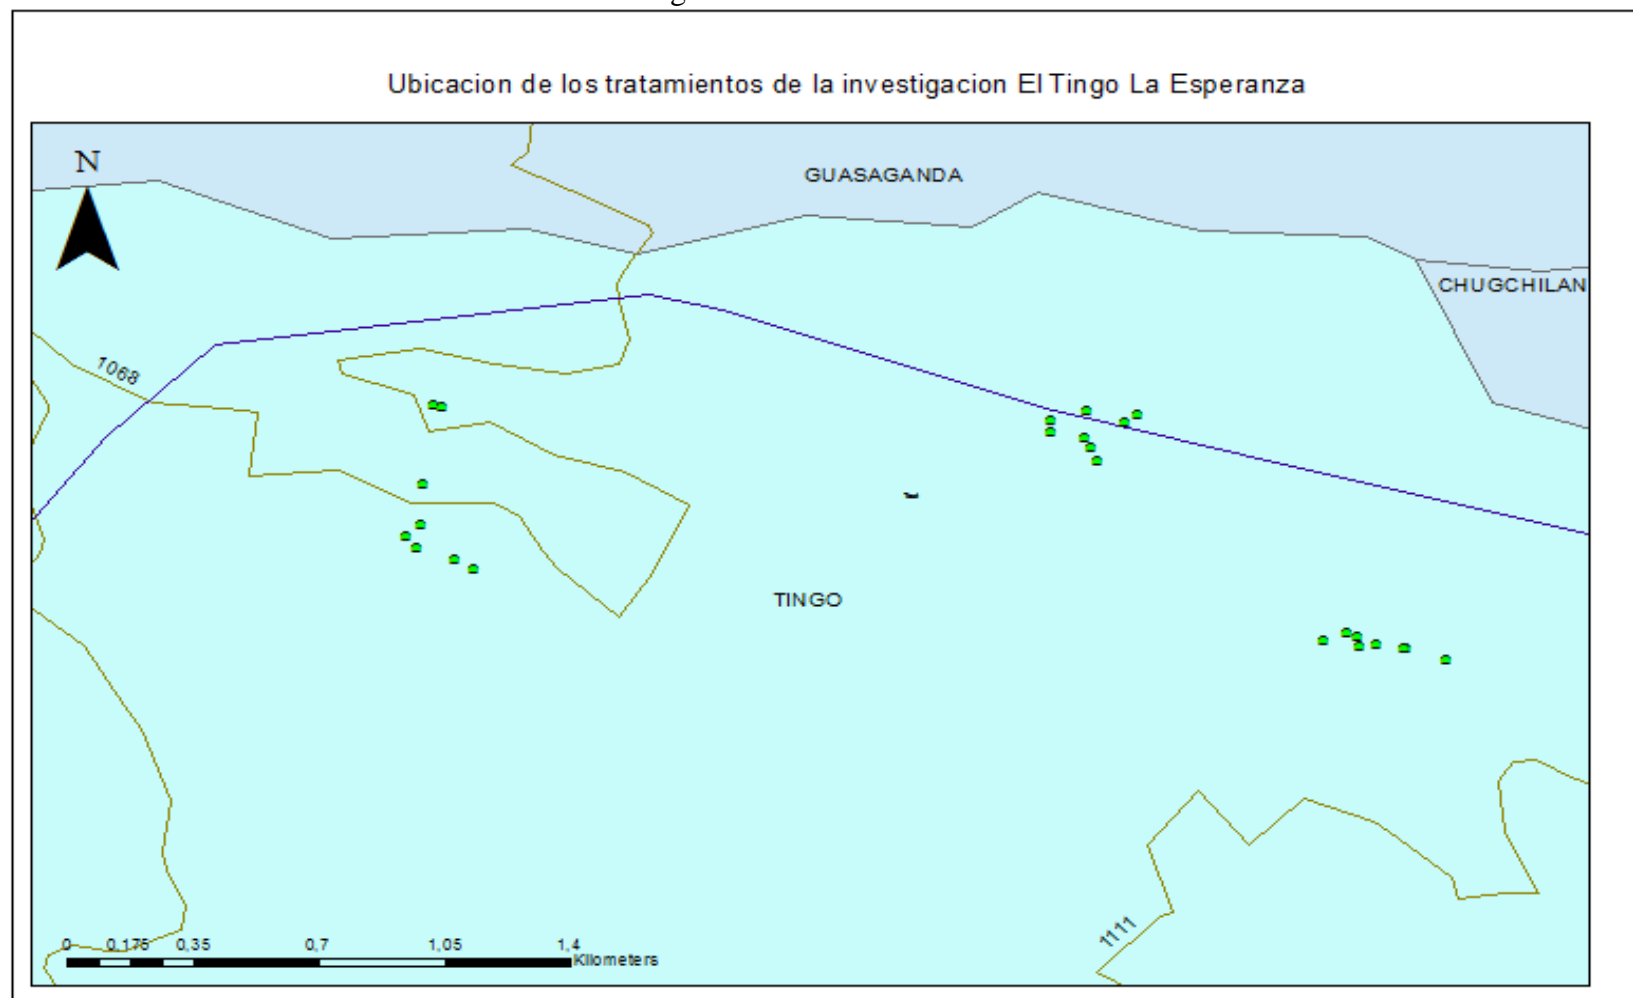 Ubicacion de los tratamientos de la investigacion El Tingo La Esperanza
N
GUASAGANDA
CHUGCHILAN
1068
TINGO
1111
0 0,175 0,35 0,7 1,05 1,4
Kilometers